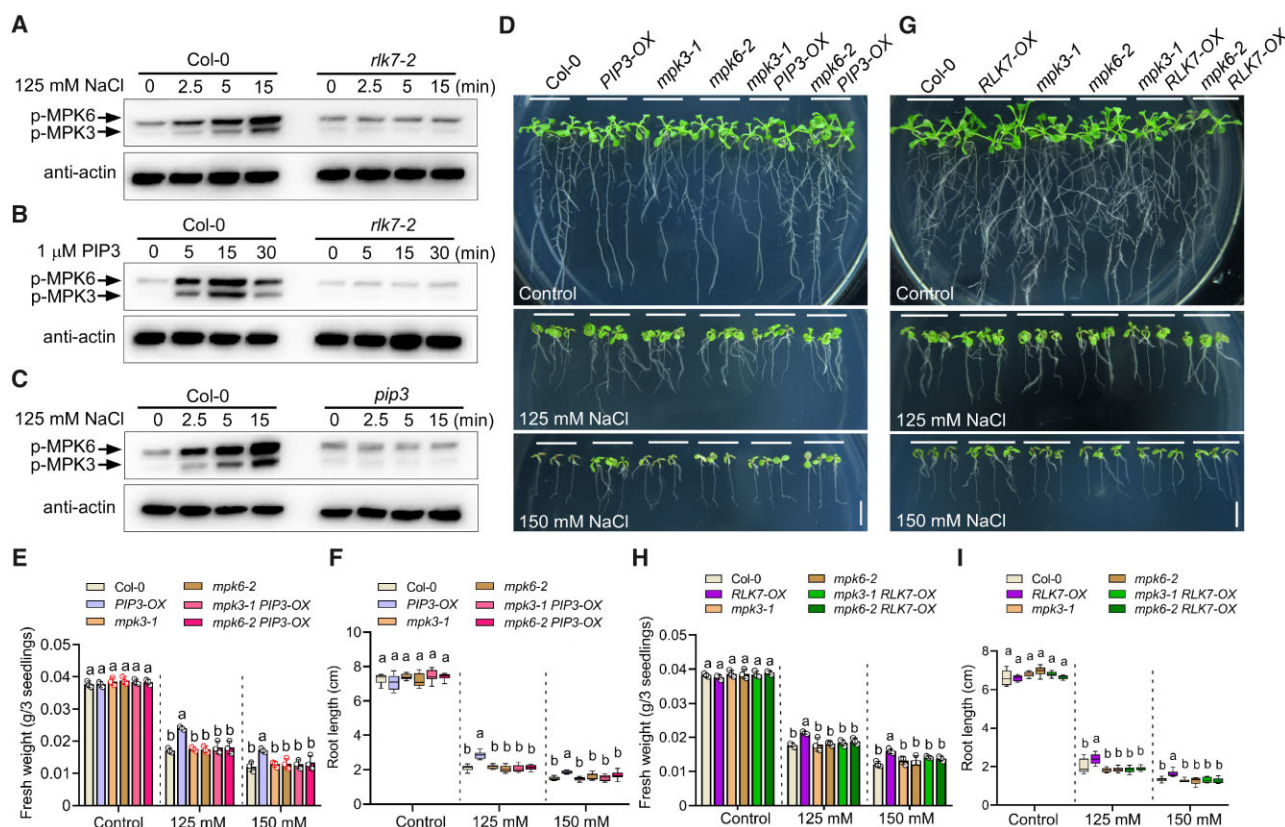 A
Col-0 rlk7-2
125 mM NaCl 0 2.5 5 15 0 2.5 5 15 (min)
p-MPK6
p-MPK3
anti-actin
B
Col-0 rlk7-2
1 μM PIP3 0 5 15 30 0 5 15 30 (min)
p-MPK6
p-MPK3
anti-actin
C
Col-0 pip3
125 mM NaCl 0 2.5 5 15 0 2.5 5 15 (min)
p-MPK6
p-MPK3
anti-actin
D
Col-0 PIP3-OX mpk3-1 mpk6-2 mpk3-1 PIP3-OX mpk6-2 PIP3-OX
Control
125 mM NaCl
150 mM NaCl
G
Col-0 RLK7-OX mpk3-1 mpk6-2 mpk3-1 RLK7-OX mpk6-2 RLK7-OX
Control
125 mM NaCl
150 mM NaCl
E
Col-0 mpk6-2
PIP3-OX mpk3-1 PIP3-OX
mpk3-1 mpk6-2 PIP3-OX
Fresh weight (g/3 seedlings)
0.05
0.04
0.03
0.02
0.01
0
a a a a a a
b a b b b b
b a b b b b
Control 125 mM 150 mM
F
Col-0 mpk6-2
PIP3-OX mpk3-1 PIP3-OX
mpk3-1 mpk6-2 PIP3-OX
Root length (cm)
10
8
6
4
2
0
a a a a a a
b a b b b b
b a b b b b
Control 125 mM 150 mM
H
Col-0 mpk6-2
RLK7-OX mpk3-1 RLK7-OX
mpk3-1 mpk6-2 RLK7-OX
Fresh weight (g/3 seedlings)
0.05
0.04
0.03
0.02
0.01
0
a a a a a a
b a b b b b
b a b b b b
Control 125 mM 150 mM
I
Col-0 mpk6-2
RLK7-OX mpk3-1 RLK7-OX
mpk3-1 mpk6-2 RLK7-OX
Root length (cm)
8
6
4
2
0
a a a a a a
b a b b b b
b a b b b b
Control 125 mM 150 mM